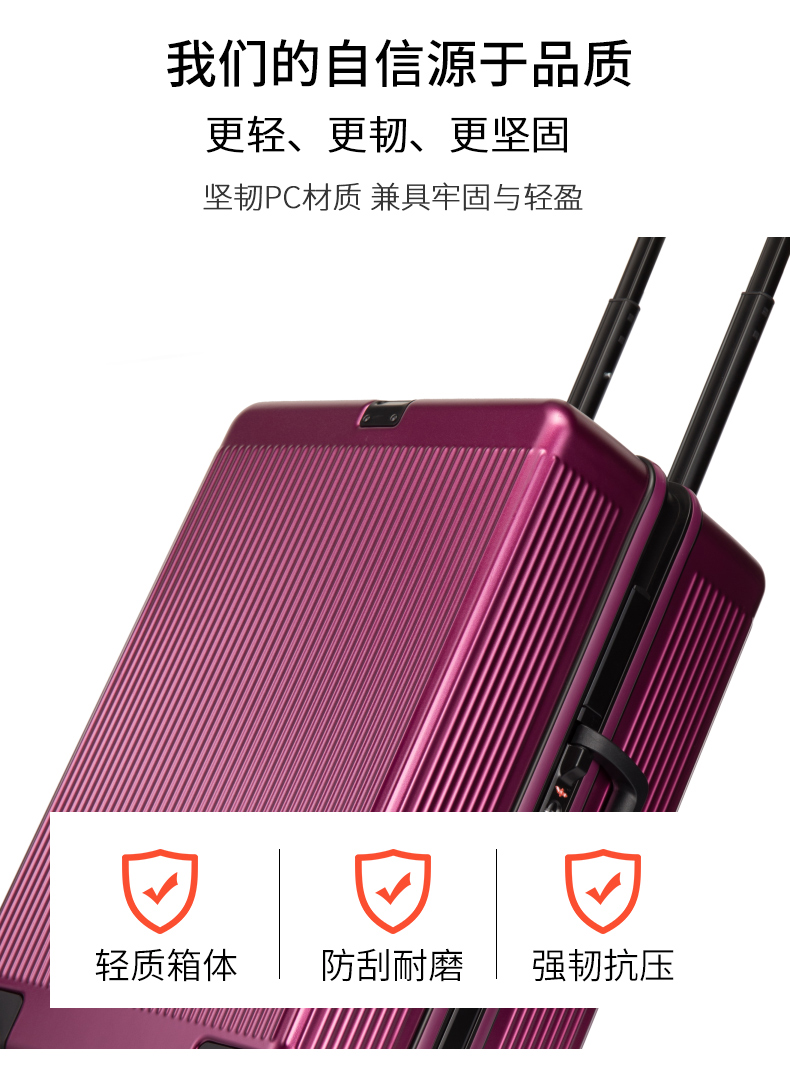 我们的自信源于品质
更轻、更韧、更坚固
坚韧PC材质 兼具牢固与轻盈
轻质箱体
防刮耐磨
强韧抗压